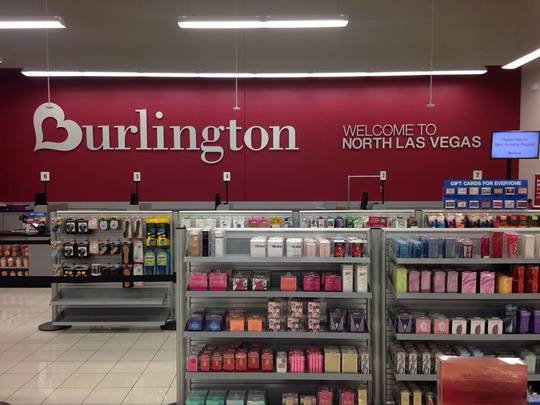 Burlington
WELCOME TO
NORTH LAS VEGAS
6
5
4
3
2
GIFT CARDS FOR EVERYONE